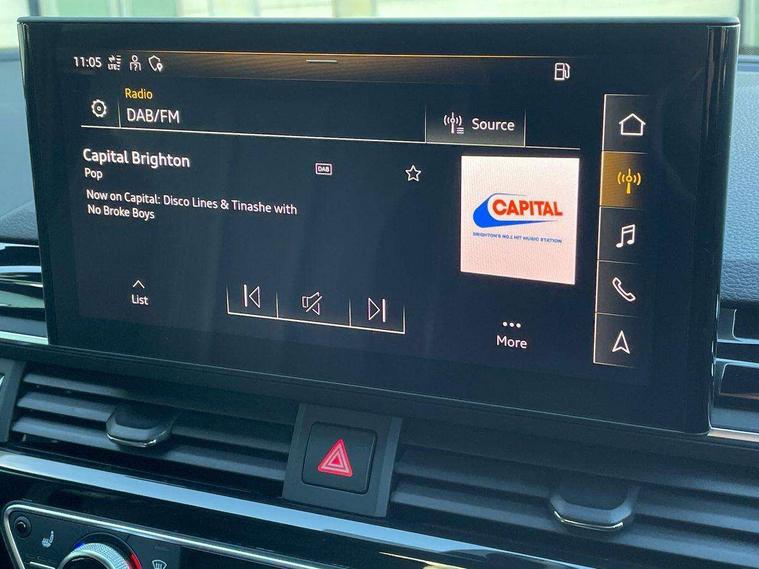 11:05
LTE
Radio
DAB/FM
Source
Capital Brighton
DAB
Pop
Now on Capital: Disco Lines & Tinashe with
No Broke Boys
CAPITAL
BRIGHTON'S NO.1 HIT MUSIC STATION
List
More